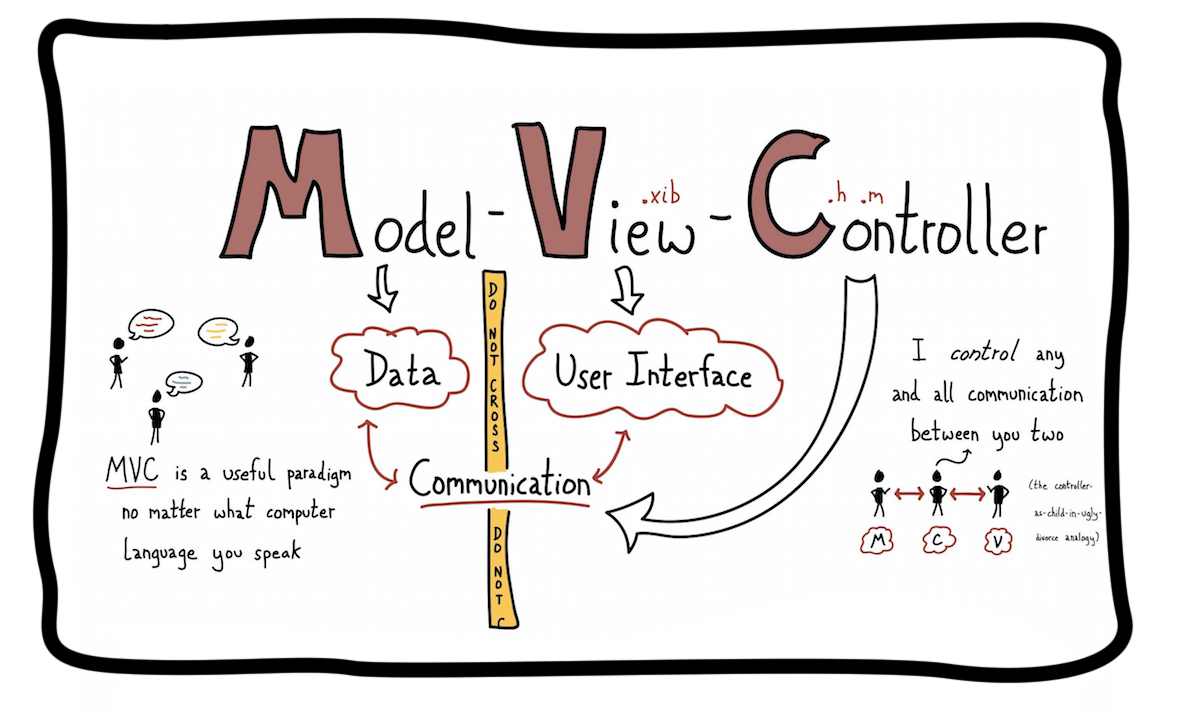 Model-View-Controller
.xib
.h .m
DO NOT CROSS
Data
User Interface
Communication
DO NOT C
MVC is a useful paradigm
no matter what computer
language you speak
I control any
and all communication
between you two
M
C
V
(the controller-
as-child-in-ugly-
divorce analogy)